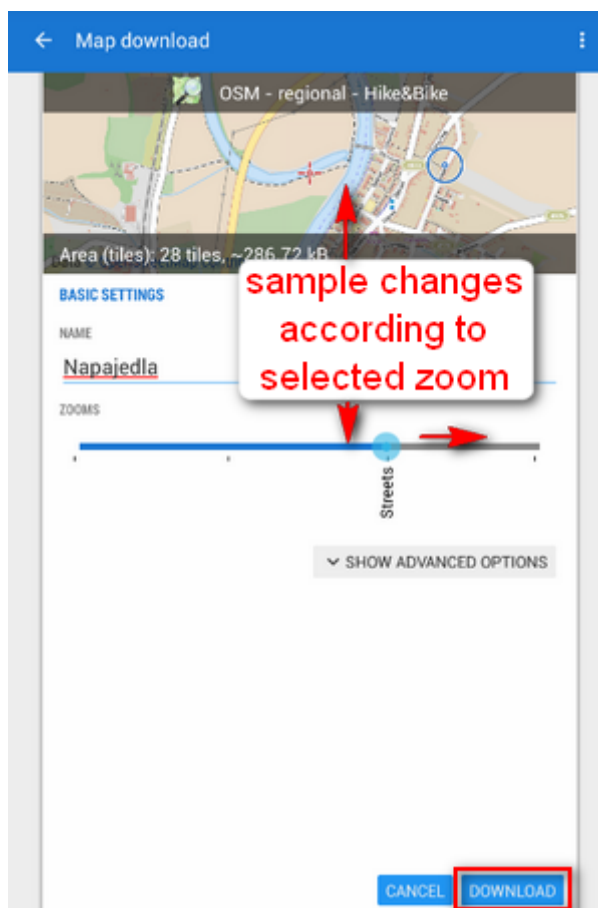 Map download
OSM - regional - Hike&Bike
Area (tiles): 28 tiles, ~286.72 kB
sample changes
according to
selected zoom
BASIC SETTINGS
NAME
Napajedla
ZOOMS
Streets
SHOW ADVANCED OPTIONS
CANCEL DOWNLOAD